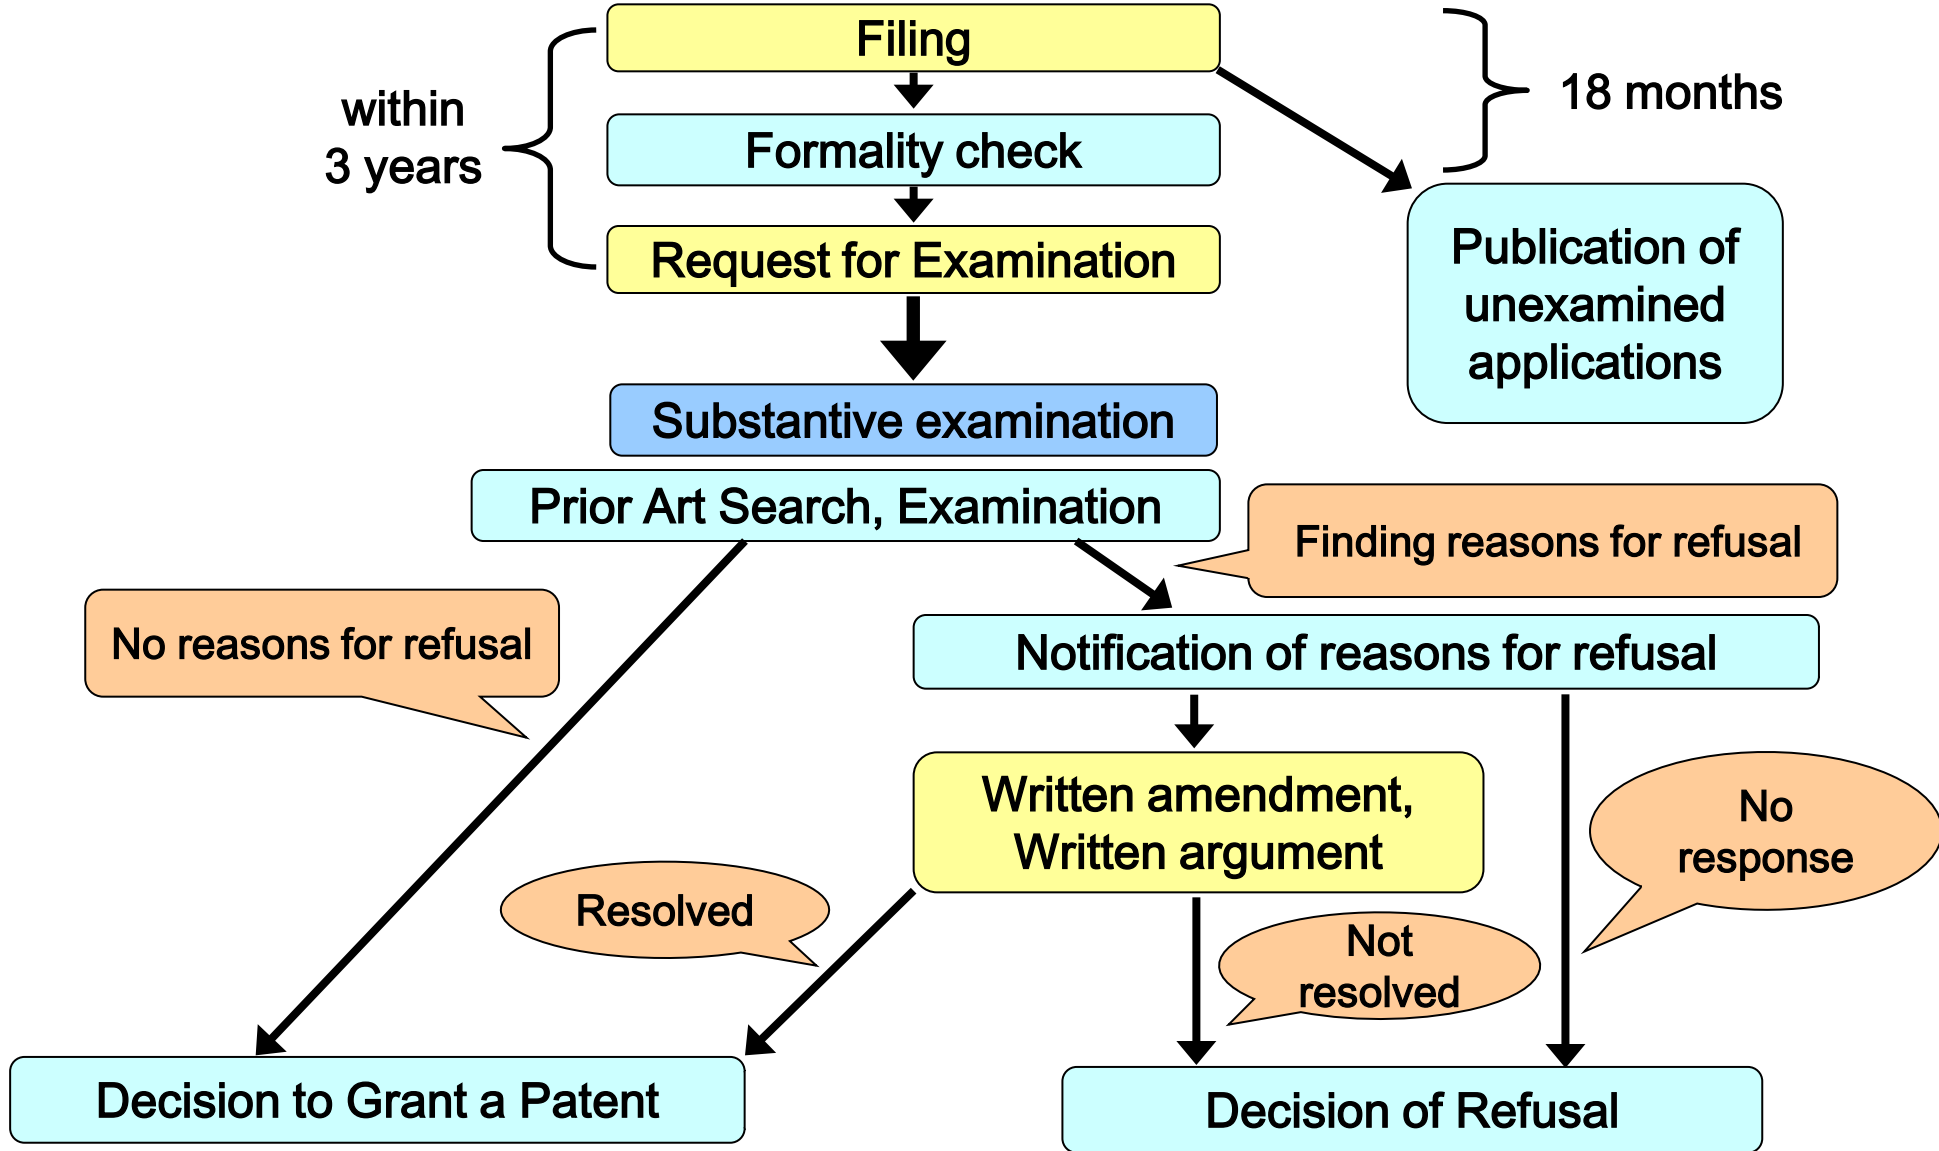 Filing
within
3 years
18 months
Formality check
Request for Examination
Publication of
unexamined
applications
Substantive examination
Prior Art Search, Examination
Finding reasons for refusal
No reasons for refusal
Notification of reasons for refusal
Written amendment,
Written argument
No
response
Resolved
Not
resolved
Decision to Grant a Patent
Decision of Refusal